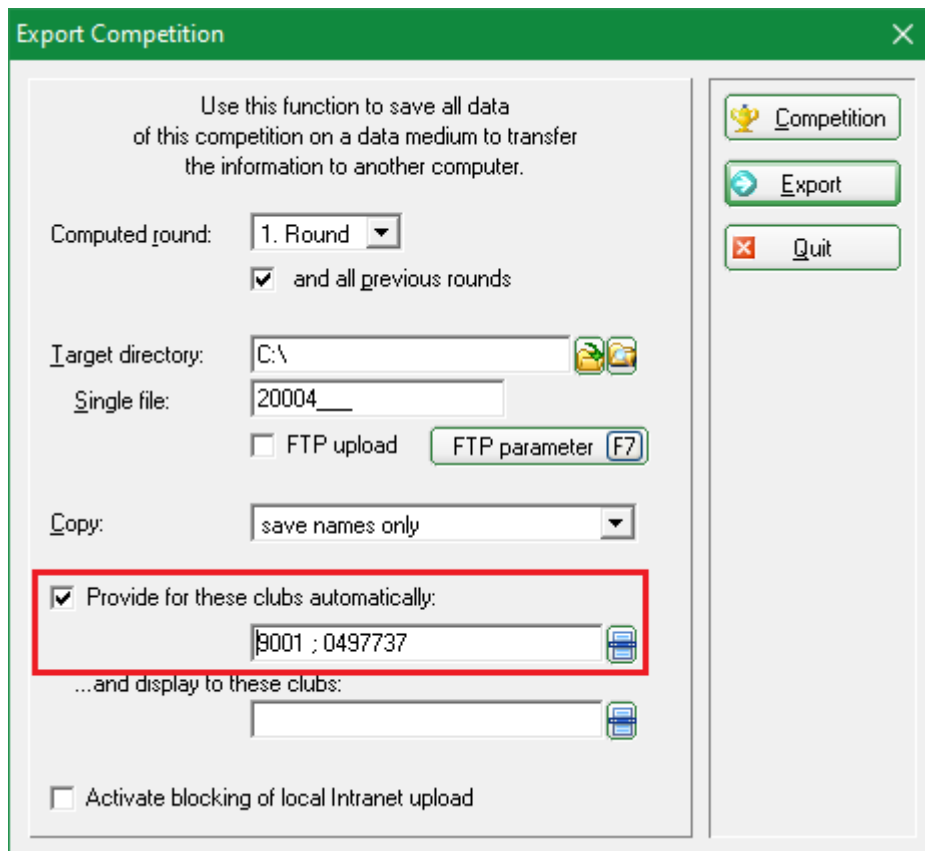 Export Competition
Use this function to save all data
of this competition on a data medium to transfer
the information to another computer.
Computed round:
1. Round
and all previous rounds
Target directory:
C:\
Single file:
20004___
FTP upload
FTP parameter F7
Copy:
save names only
Provide for these clubs automatically:
9001 ; 0497737
...and display to these clubs:
Activate blocking of local Intranet upload
Competition
Export
Quit